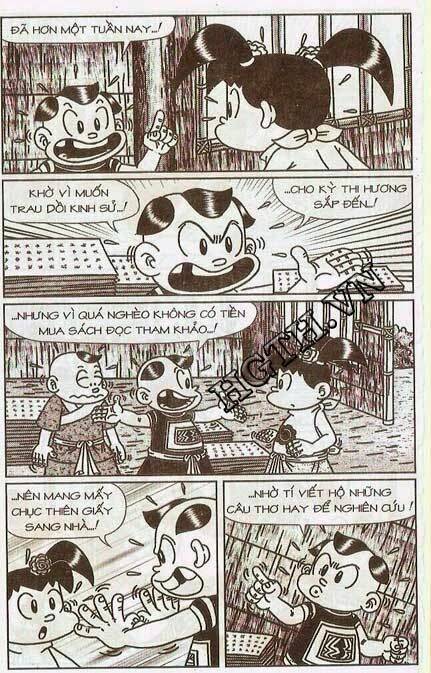 ĐÃ HƠN MỘT TUẦN NAY...!
KHỜ VÌ MUỐN
TRAU DỒI KINH SỬ...!
...CHO KỲ THI HƯƠNG
SẮP ĐẾN...!
...NHƯNG VÌ QUÁ NGHÈO KHÔNG CÓ TIỀN
MUA SÁCH ĐỌC THAM KHẢO...!
HGTH.VN
...NÊN MANG MẤY
CHỤC THIÊN GIẤY
SANG NHÀ...!
...NHỜ TÍ VIẾT HỘ NHỮNG
CÂU THƠ HAY ĐỂ NGHIÊN CỨU !